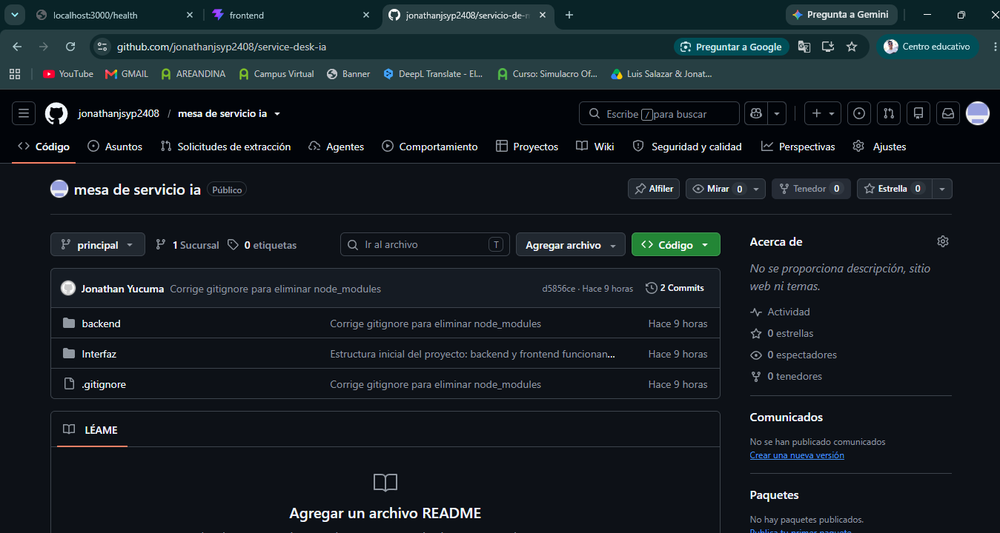 localhost:3000/health
frontend
jonathanjsyp2408/servicio-de-n
Pregunta a Gemini
github.com/jonathanjsyp2408/service-desk-ia
Preguntar a Google
Centro educativo
YouTube
GMAIL
AREANDINA
Campus Virtual
Banner
DeepL Translate - El...
Curso: Simulacro Of...
Luis Salazar & Jonat...
jonathanjsyp2408 / mesa de servicio ia
Escribe / para buscar
Código
Asuntos
Solicitudes de extracción
Agentes
Comportamiento
Proyectos
Wiki
Seguridad y calidad
Perspectivas
Ajustes
mesa de servicio ia
Público
Alfiler
Mirar 0
Tenedor 0
Estrella 0
principal
1 Sucursal
0 etiquetas
Ir al archivo
T
Agregar archivo
Código
Jonathan Yucuma Corrige gitignore para eliminar node_modules
d5856ce · Hace 9 horas
2 Commits
backend
Corrige gitignore para eliminar node_modules
Hace 9 horas
Interfaz
Estructura inicial del proyecto: backend y frontend funcionan...
Hace 9 horas
.gitignore
Corrige gitignore para eliminar node_modules
Hace 9 horas
LÉAME
Agregar un archivo README
Acerca de
No se proporciona descripción, sitio
web ni temas.
Actividad
0 estrellas
0 espectadores
0 tenedores
Comunicados
No se han publicado comunicados
Crear una nueva versión
Paquetes
No hay paquetes publicados.
Publica tu primer paquete